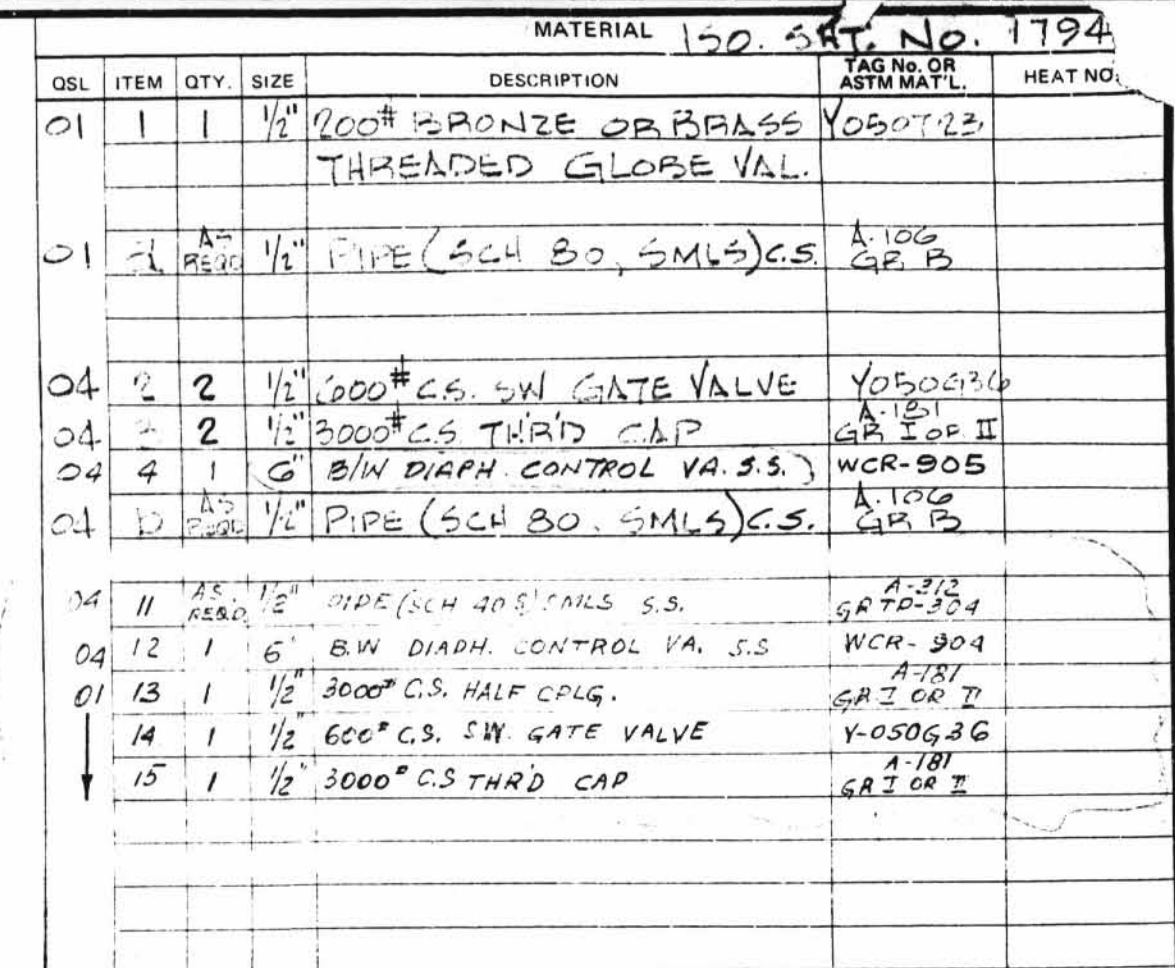 MATERIAL ISO. SHT. No. 1794
QSL ITEM QTY. SIZE DESCRIPTION TAG No. OR ASTM MAT'L. HEAT NO.
01 1 1 1/2" 200# BRONZE OR BRASS Y050T23
THREADED GLOBE VAL.
01 AS REQD 1/2" PIPE (SCH 80, SMLS) C.S. A-106 GR B
04 2 2 1/2" 600# C.S. SW GATE VALVE Y050G36
04 3 2 1/2" 3000# C.S. THR'D CAP A-181 GR I OR II
04 4 1 6" B/W DIAPH. CONTROL VA. S.S. WCR-905
04 AS REQD 1/2" PIPE (SCH 80, SMLS) C.S. A-106 GR B
04 11 AS REQD 1/2" PIPE (SCH 40S) SMLS S.S. A-312 GR TP-304
04 12 1 6" B.W DIAPH. CONTROL VA. S.S WCR-904
01 13 1 1/2" 3000# C.S. HALF CPLG. A-181 GR I OR II
14 1 1/2 600# C.S. SW. GATE VALVE Y-050G36
15 1 1/2" 3000# C.S THR'D CAP A-181 GR I OR II